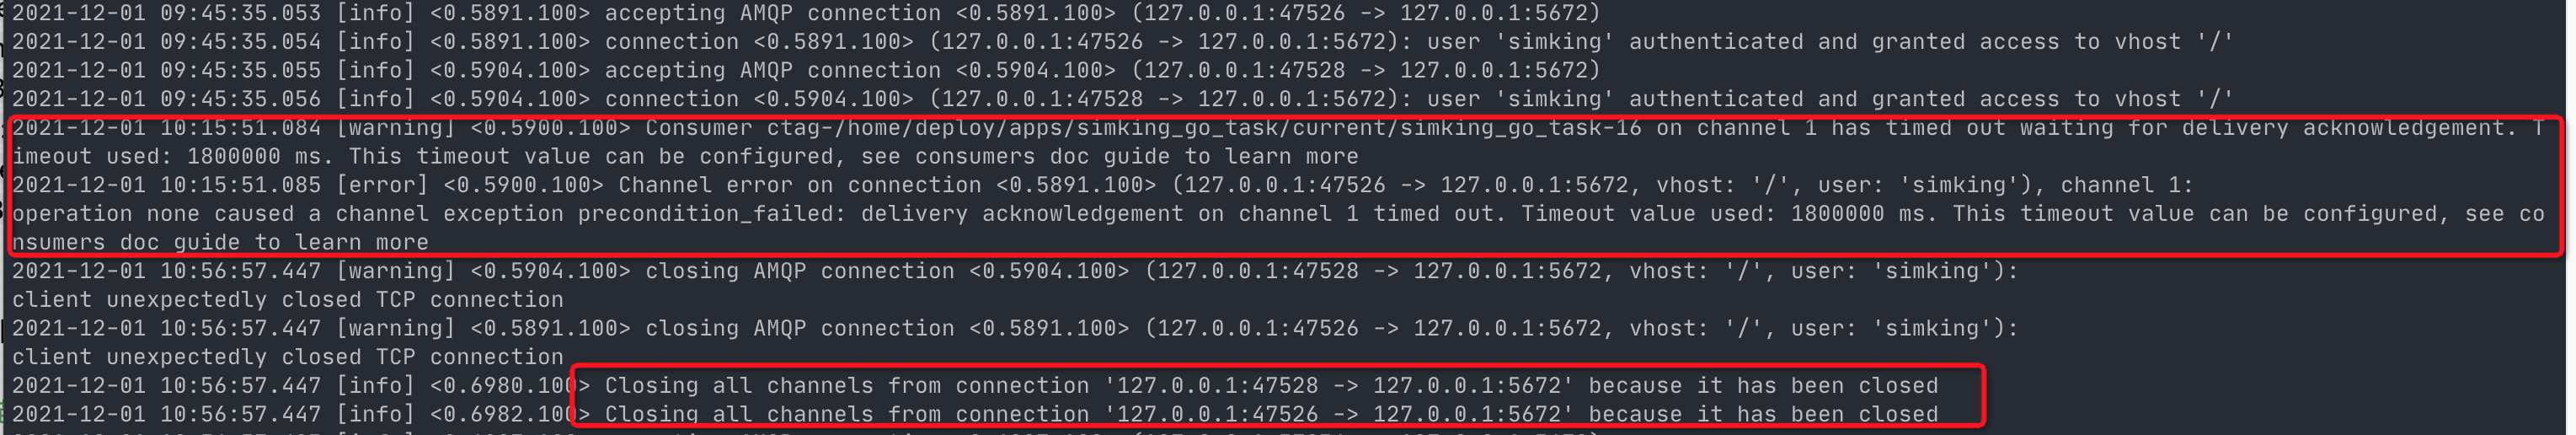 2021-12-01 09:45:35.053 [info] <0.5891.100> accepting AMQP connection <0.5891.100> (127.0.0.1:47526 -> 127.0.0.1:5672)
2021-12-01 09:45:35.054 [info] <0.5891.100> connection <0.5891.100> (127.0.0.1:47526 -> 127.0.0.1:5672): user 'simking' authenticated and granted access to vhost '/'
2021-12-01 09:45:35.055 [info] <0.5904.100> accepting AMQP connection <0.5904.100> (127.0.0.1:47528 -> 127.0.0.1:5672)
2021-12-01 09:45:35.056 [info] <0.5904.100> connection <0.5904.100> (127.0.0.1:47528 -> 127.0.0.1:5672): user 'simking' authenticated and granted access to vhost '/'
2021-12-01 10:15:51.084 [warning] <0.5900.100> Consumer ctag-/home/deploy/apps/simking_go_task/current/simking_go_task-16 on channel 1 has timed out waiting for delivery acknowledgement. T
imeout used: 1800000 ms. This timeout value can be configured, see consumers doc guide to learn more
2021-12-01 10:15:51.085 [error] <0.5900.100> Channel error on connection <0.5891.100> (127.0.0.1:47526 -> 127.0.0.1:5672, vhost: '/', user: 'simking'), channel 1:
operation none caused a channel exception precondition_failed: delivery acknowledgement on channel 1 timed out. Timeout value used: 1800000 ms. This timeout value can be configured, see co
nsumers doc guide to learn more
2021-12-01 10:56:57.447 [warning] <0.5904.100> closing AMQP connection <0.5904.100> (127.0.0.1:47528 -> 127.0.0.1:5672, vhost: '/', user: 'simking'):
client unexpectedly closed TCP connection
2021-12-01 10:56:57.447 [warning] <0.5891.100> closing AMQP connection <0.5891.100> (127.0.0.1:47526 -> 127.0.0.1:5672, vhost: '/', user: 'simking'):
client unexpectedly closed TCP connection
2021-12-01 10:56:57.447 [info] <0.6980.100> Closing all channels from connection '127.0.0.1:47528 -> 127.0.0.1:5672' because it has been closed
2021-12-01 10:56:57.447 [info] <0.6982.100> Closing all channels from connection '127.0.0.1:47526 -> 127.0.0.1:5672' because it has been closed